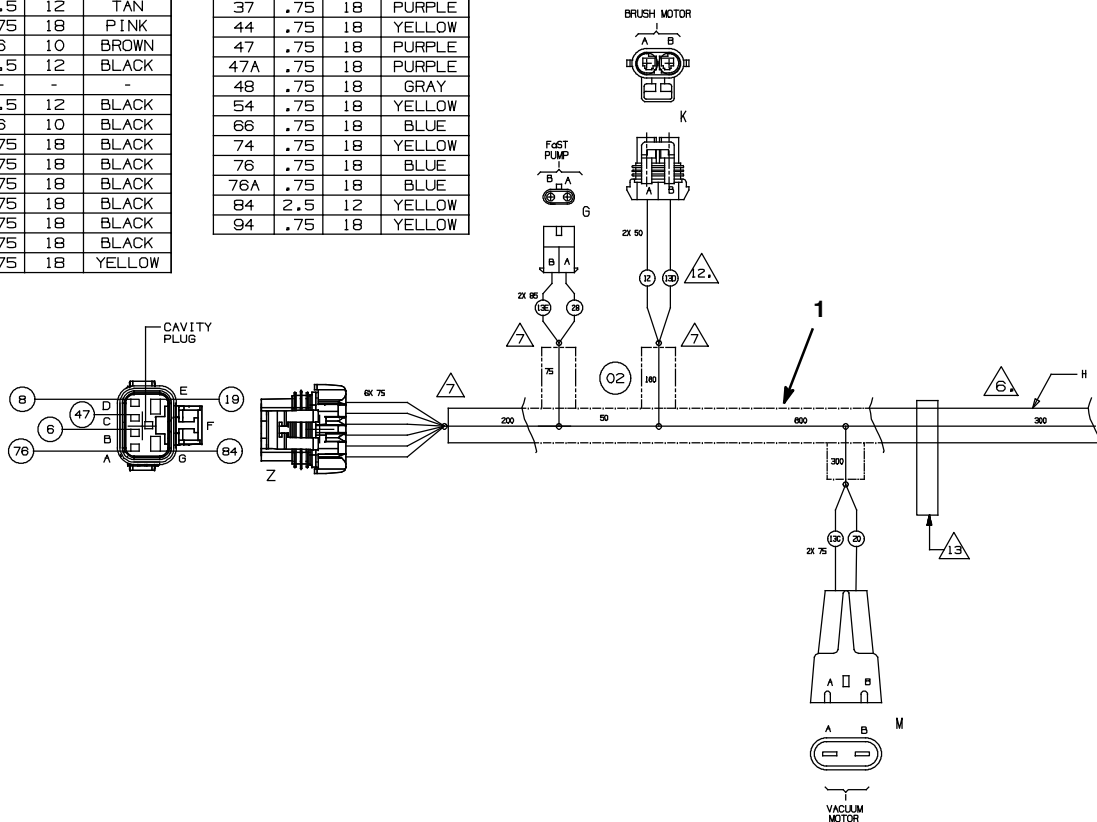 .5 12 TAN
75 18 PINK
6 10 BROWN
.5 12 BLACK
- - -
.5 12 BLACK
6 10 BLACK
75 18 BLACK
75 18 BLACK
75 18 BLACK
75 18 BLACK
75 18 BLACK
75 18 BLACK
75 18 YELLOW
37 .75 18 PURPLE
44 .75 18 YELLOW
47 .75 18 PURPLE
47A .75 18 PURPLE
48 .75 18 GRAY
54 .75 18 YELLOW
66 .75 18 BLUE
74 .75 18 YELLOW
76 .75 18 BLUE
76A .75 18 BLUE
84 2.5 12 YELLOW
94 .75 18 YELLOW
BRUSH MOTOR
A B
K
A B
2X 50
12 13D
12.
FaST
PUMP
B A
G
B A
2X 85
13E 28
7
7
75
02
160
1
CAVITY
PLUG
8
E
19
D
47
C
F
6
B
76
A
G
84
Z
6X 75
7
200
50
600
6.
H
300
300
13
13C 20
2X 75
A B
M
A B
VACUUM
MOTOR